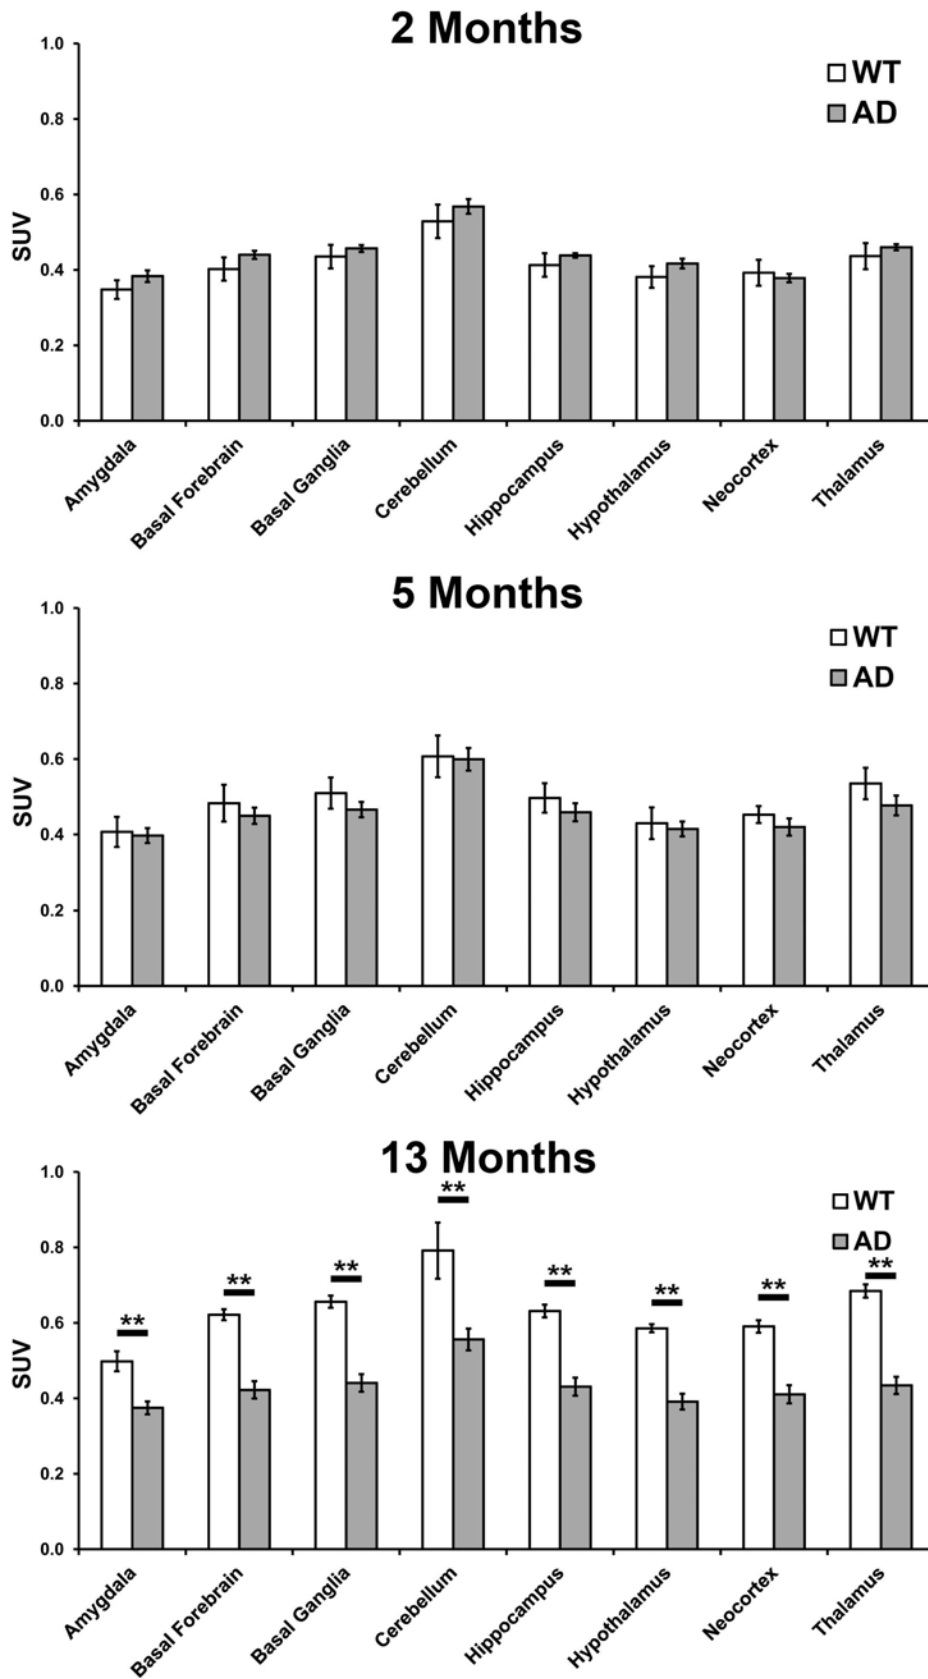 2 Months
1.0
WT
0.8
AD
0.6
SUV
0.4
0.2
0.0
Amygdala
Basal Forebrain
Basal Ganglia
Cerebellum
Hippocampus
Hypothalamus
Neocortex
Thalamus
5 Months
1.0
WT
AD
0.8
0.6
SUV
0.4
0.2
0.0
Amygdala
Basal Forebrain
Basal Ganglia
Cerebellum
Hippocampus
Hypothalamus
Neocortex
Thalamus
13 Months
1.0
**
WT
AD
0.8
** ** ** ** ** ** **
0.6
SUV
0.4
0.2
0.0
Amygdala
Basal Forebrain
Basal Ganglia
Cerebellum
Hippocampus
Hypothalamus
Neocortex
Thalamus